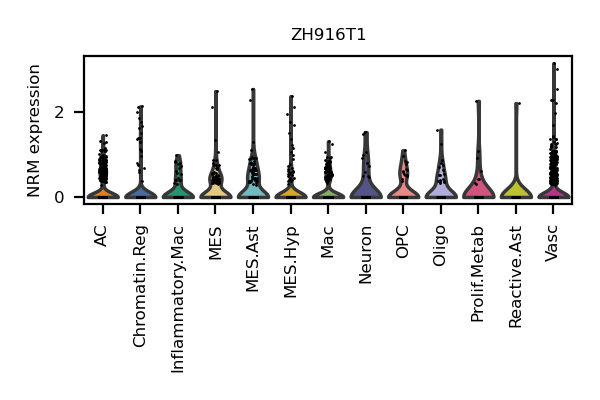 ZH916T1
NRM expression
2
0
AC
Chromatin.Reg
Inflammatory.Mac
MES
MES.Ast
MES.Hyp
Mac
Neuron
OPC
Oligo
Prolif.Metab
Reactive.Ast
Vasc